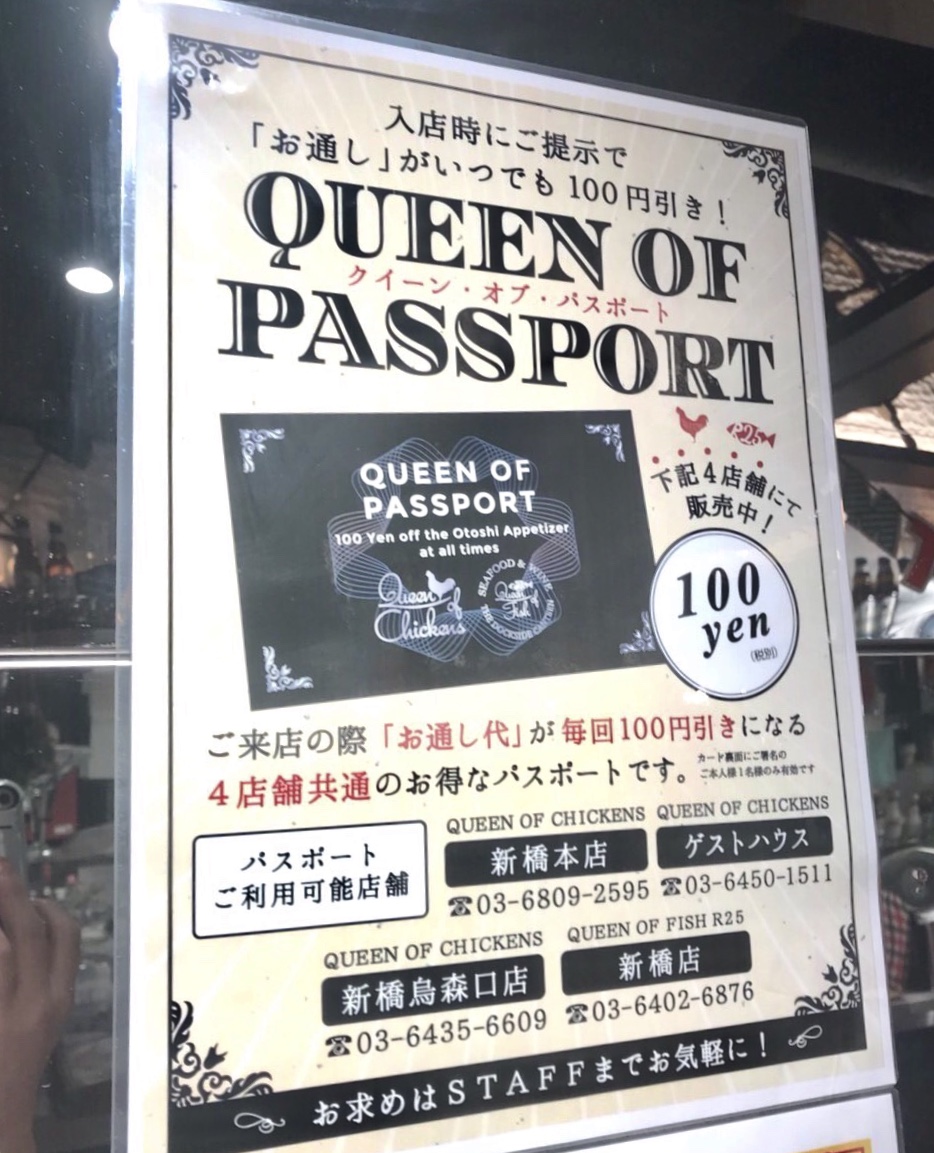 入店時にご提示で
「お通し」がいつでも100円引き！
QUEEN OF
クイーン・オブ・パスポート
PASSPORT
R25
下記4店舗にて
販売中！
QUEEN OF
PASSPORT
100 Yen off the Otoshi Appetizer
at all times
Queen of Chickens
SEAFOOD & WINE
Queen of Fish
THE DOCKSIDE
100
yen
(税別)
ご来店の際「お通し代」が毎回100円引きになる
4店舗共通のお得なパスポートです。
カード裏面にご署名の
ご本人様1名様のみ有効です
パスポート
ご利用可能店舗
QUEEN OF CHICKENS
新橋本店
☎03-6809-2595
QUEEN OF CHICKENS
ゲストハウス
☎03-6450-1511
QUEEN OF CHICKENS
新橋烏森口店
☎03-6435-6609
QUEEN OF FISH R25
新橋店
☎03-6402-6876
お求めはSTAFFまでお気軽に！